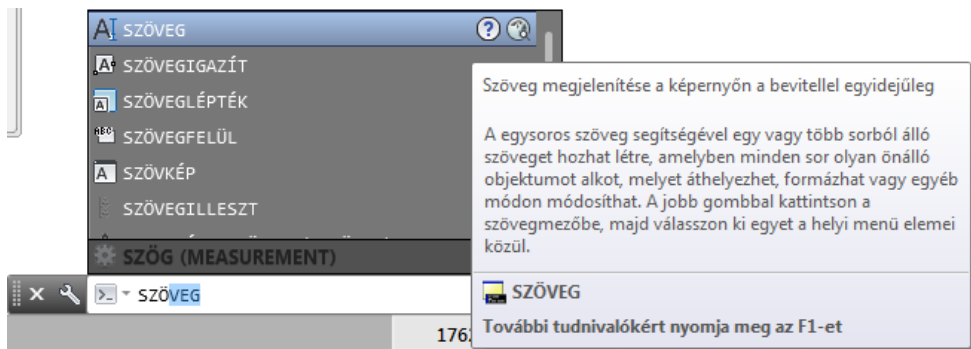 SZÖVEG
SZÖVEGIGAZÍT
SZÖVEGLÉPTÉK
SZÖVEGFELÜL
SZÖVKÉP
SZÖVEGILLESZT
SZÖG (MEASUREMENT)
SZÖVEG
1762
Szöveg megjelenítése a képernyőn a bevitellel egyidejűleg
A egysoros szöveg segítségével egy vagy több sorból álló
szöveget hozhat létre, amelyben minden sor olyan önálló
objektumot alkot, melyet áthelyezhet, formázhat vagy egyéb
módon módosíthat. A jobb gombbal kattintson a
szövegmezőbe, majd válasszon ki egyet a helyi menü elemei
közül.
SZÖVEG
További tudnivalókért nyomja meg az F1-et